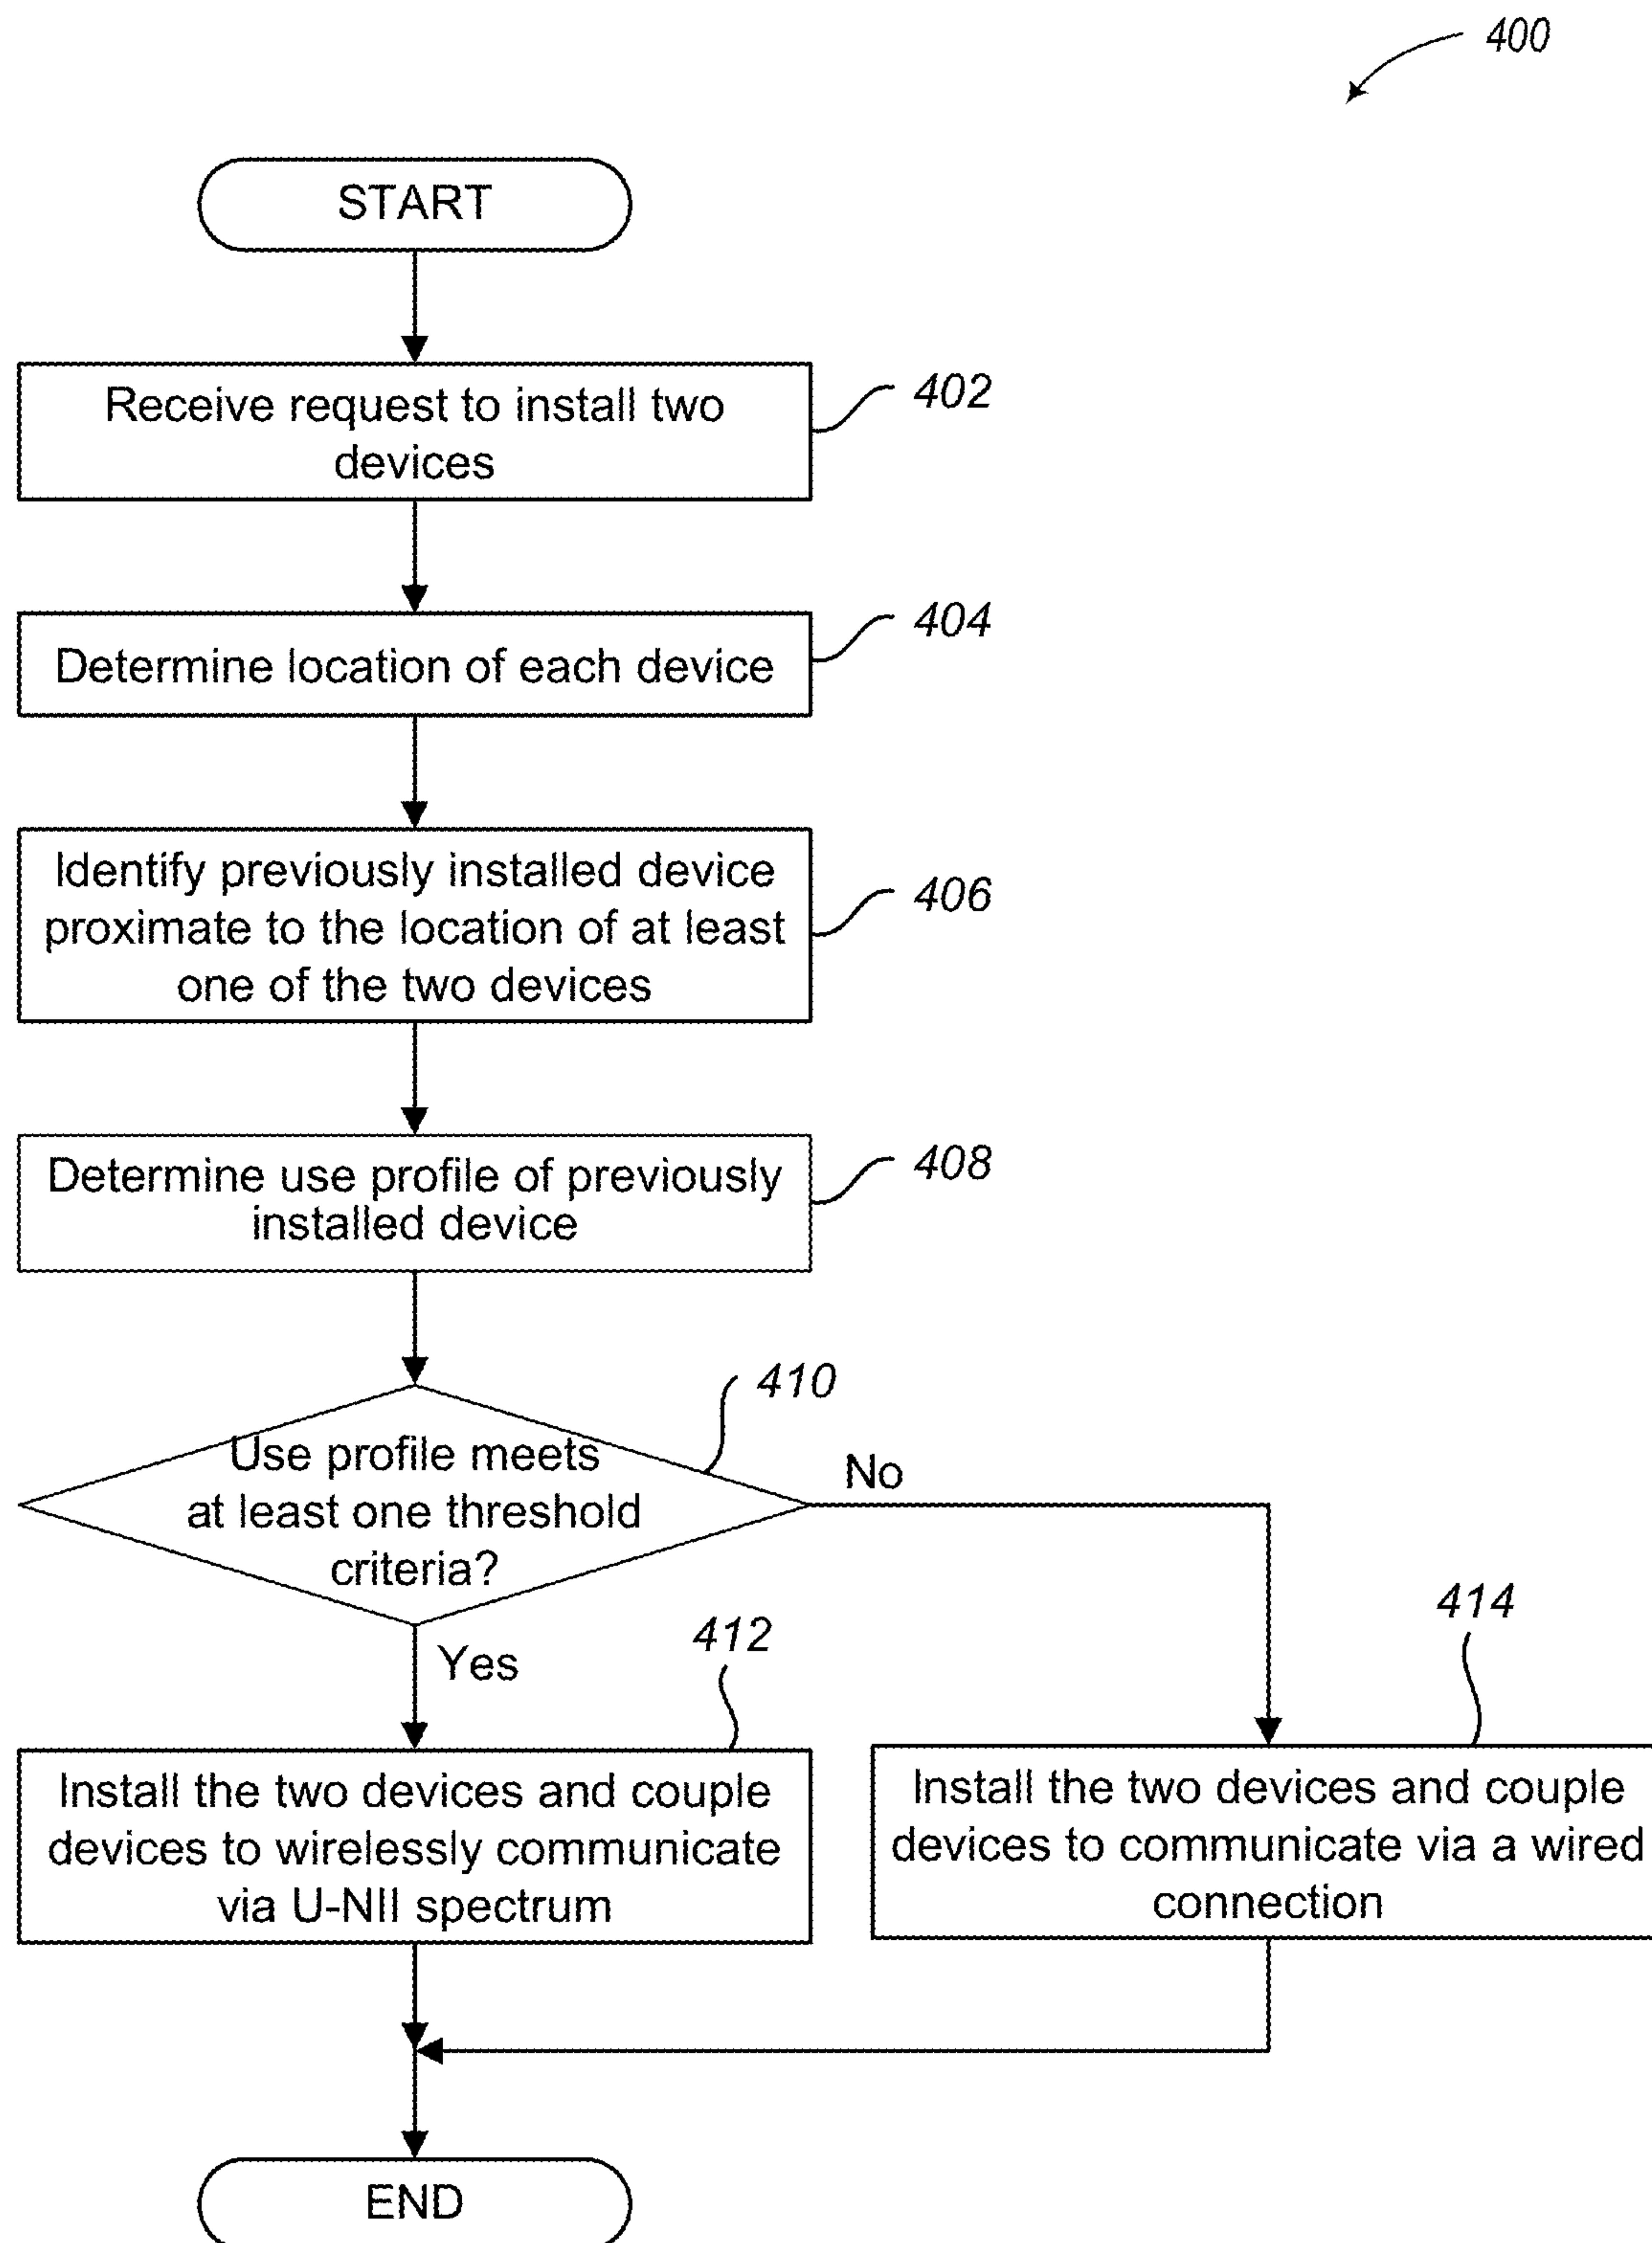 400
START
Receive request to install two
devices
402
Determine location of each device
404
Identify previously installed device
proximate to the location of at least
one of the two devices
406
Determine use profile of previously
installed device
408
410
Use profile meets
at least one threshold
criteria?
No
Yes
412
414
Install the two devices and couple
devices to wirelessly communicate
via U-NII spectrum
Install the two devices and couple
devices to communicate via a wired
connection
END